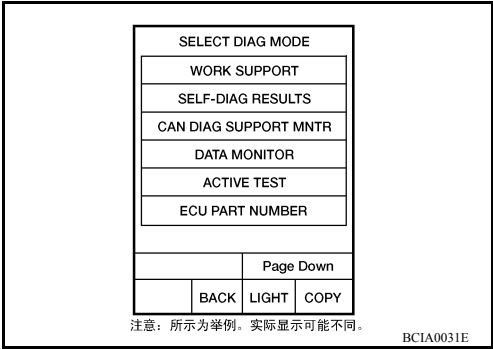 SELECT DIAG MODE
WORK SUPPORT
SELF-DIAG RESULTS
CAN DIAG SUPPORT MNTR
DATA MONITOR
ACTIVE TEST
ECU PART NUMBER
Page Down
BACK LIGHT COPY
注意：所示为举例。实际显示可能不同。
BCIA0031E